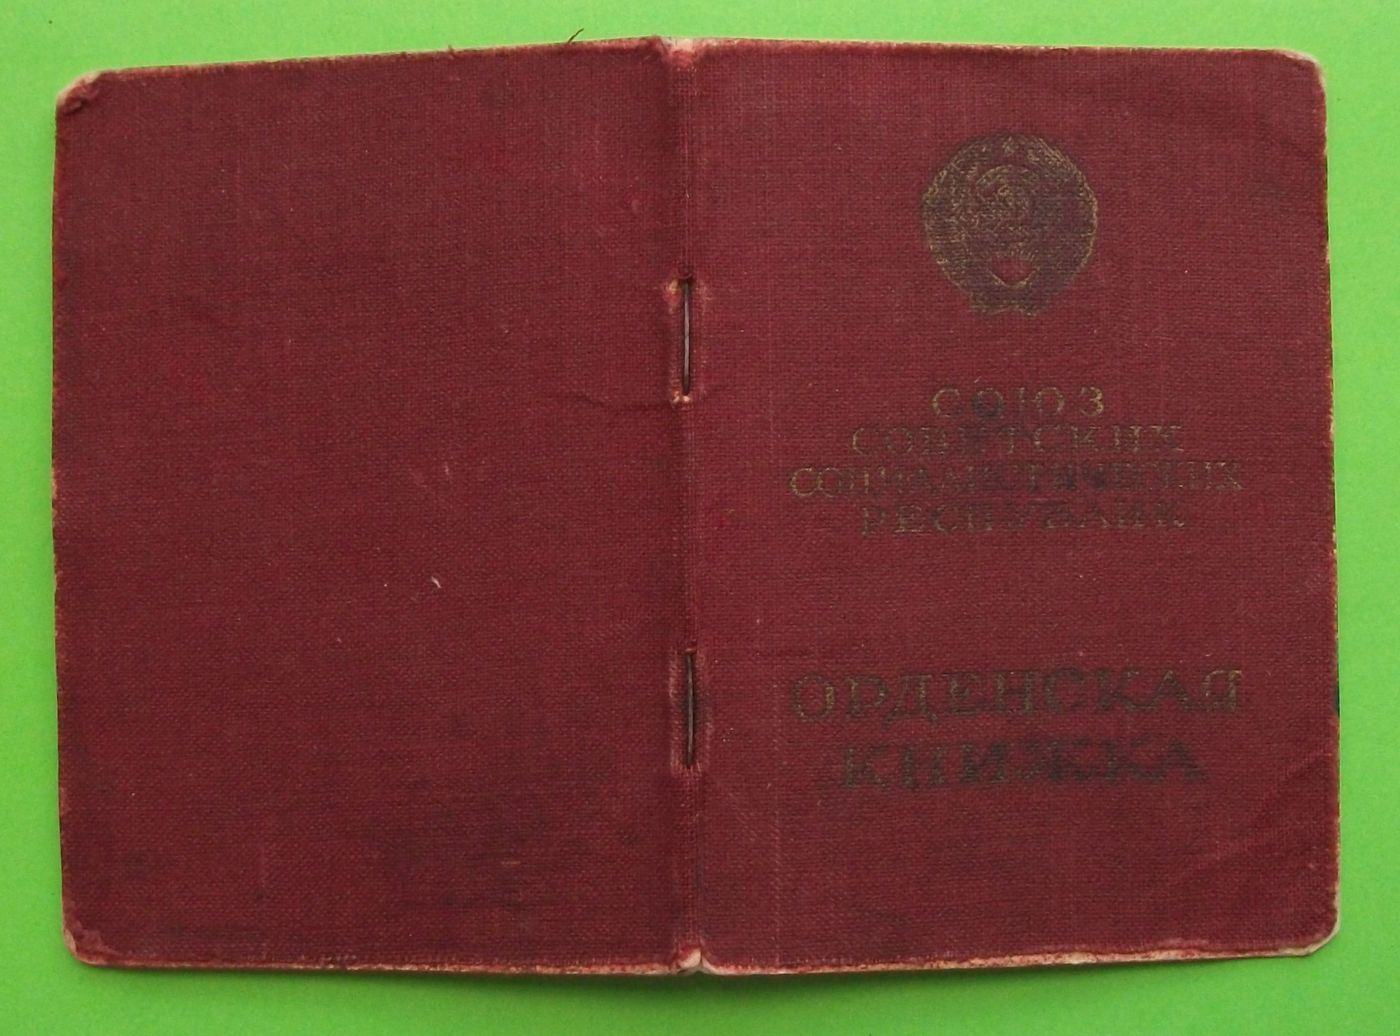 СОЮЗ
СОВЕТСКИХ
СОЦИАЛИСТИЧЕСКИХ
РЕСПУБЛИК
ОРДЕНСКАЯ
КНИЖКА